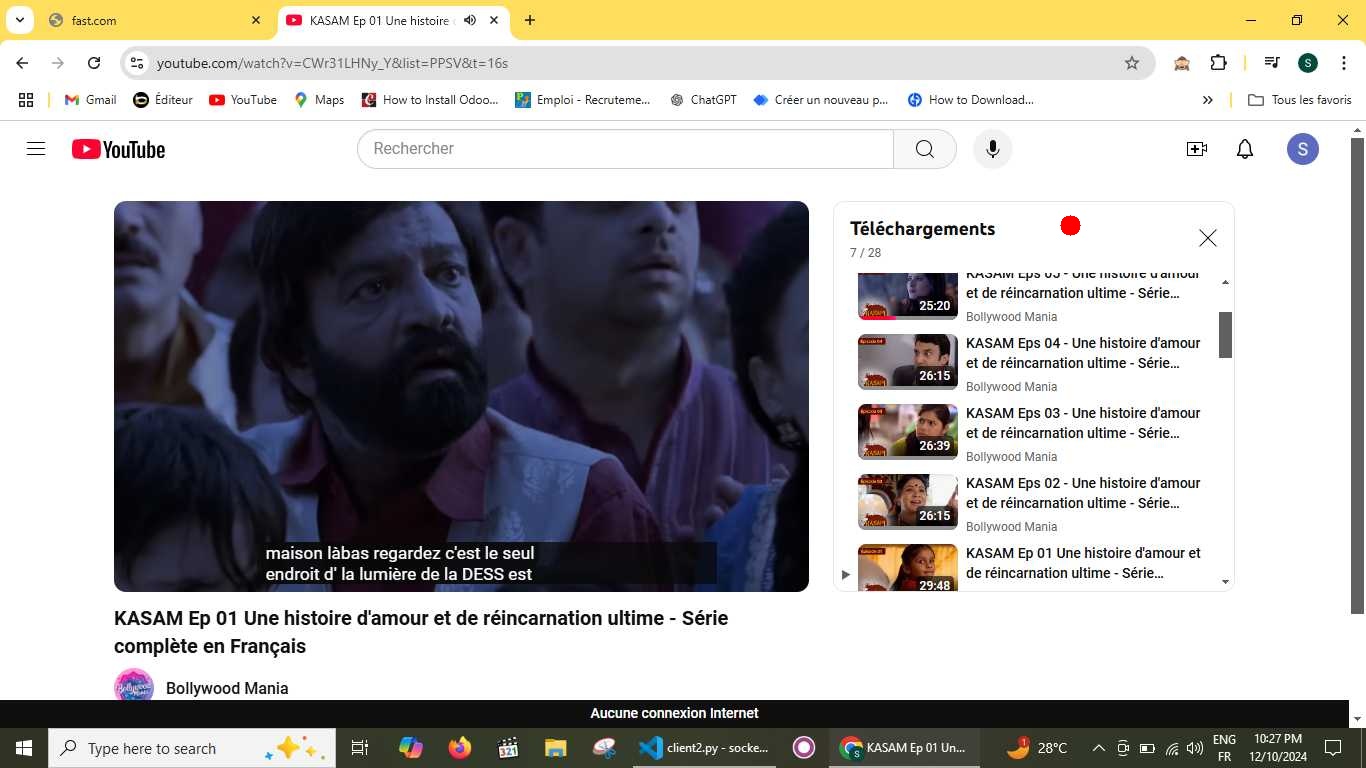 fast.com
KASAM Ep 01 Une histoire
youtube.com/watch?v=CWr31LHNy_Y&list=PPSV&t=16s
S
Gmail
Éditeur
YouTube
Maps
How to Install Odoo...
Emploi - Recruteme...
ChatGPT
Créer un nouveau p...
How to Download...
Tous les favoris
YouTube
Rechercher
S
Téléchargements
7 / 28
KASAM Eps 05 - Une histoire d'amour
et de réincarnation ultime - Série...
Bollywood Mania
25:20
KASAM Eps 04 - Une histoire d'amour
et de réincarnation ultime - Série...
Bollywood Mania
26:15
KASAM Eps 03 - Une histoire d'amour
et de réincarnation ultime - Série...
Bollywood Mania
26:39
KASAM Eps 02 - Une histoire d'amour
et de réincarnation ultime - Série...
Bollywood Mania
26:15
KASAM Ep 01 Une histoire d'amour et
de réincarnation ultime - Série...
29:48
maison làbas regardez c'est le seul
endroit d' la lumière de la DESS est
KASAM Ep 01 Une histoire d'amour et de réincarnation ultime - Série
complète en Français
Bollywood Mania
Aucune connexion Internet
Type here to search
client2.py - socke...
KASAM Ep 01 Un...
1
28°C
ENG
FR
10:27 PM
12/10/2024